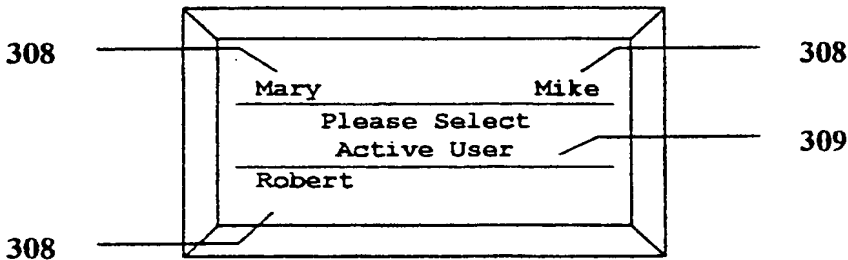 308 308
Mary Mike
Please Select
Active User
309
Robert
308